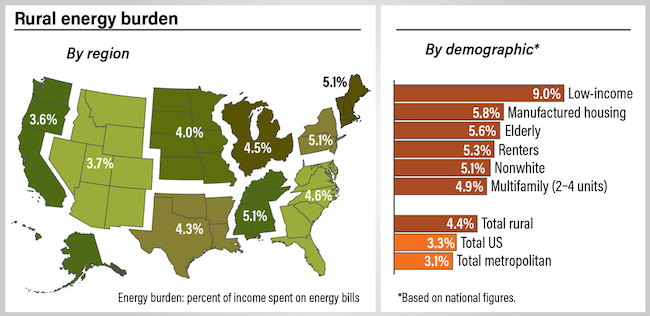 Rural energy burden
By region
5.1%
3.6%
4.0%
5.1%
4.5%
3.7%
4.6%
5.1%
4.3%
Energy burden: percent of income spent on energy bills
By demographic*
9.0% Low-income
5.8% Manufactured housing
5.6% Elderly
5.3% Renters
5.1% Nonwhite
4.9% Multifamily (2–4 units)
4.4% Total rural
3.3% Total US
3.1% Total metropolitan
*Based on national figures.